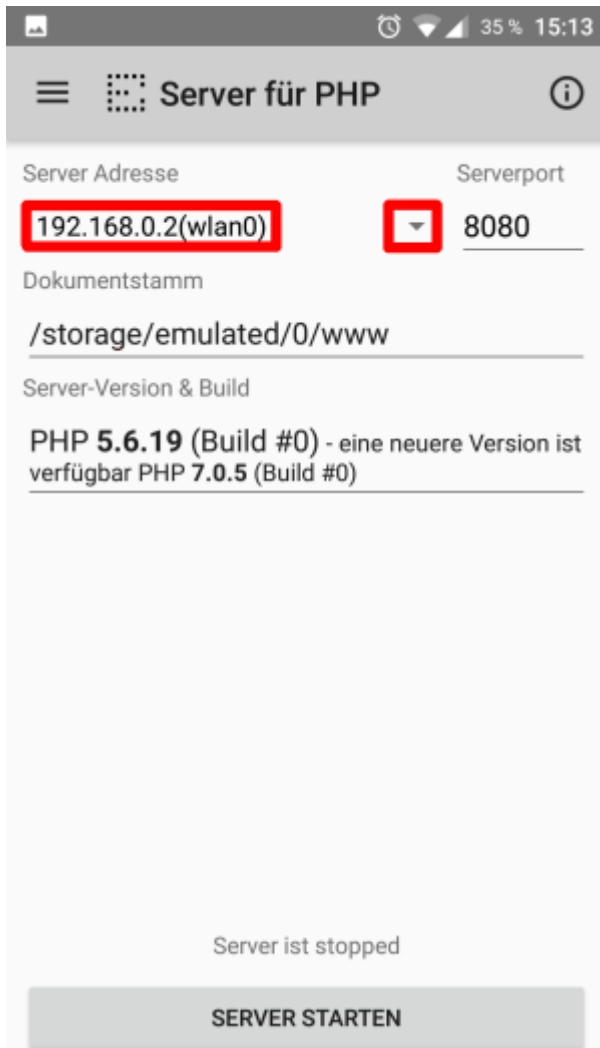 35 % 15:13
Server für PHP
Server Adresse Serverport
192.168.0.2(wlan0) 8080
Dokumentstamm
/storage/emulated/0/www
Server-Version & Build
PHP 5.6.19 (Build #0) - eine neuere Version ist
verfügbar PHP 7.0.5 (Build #0)
Server ist stopped
SERVER STARTEN